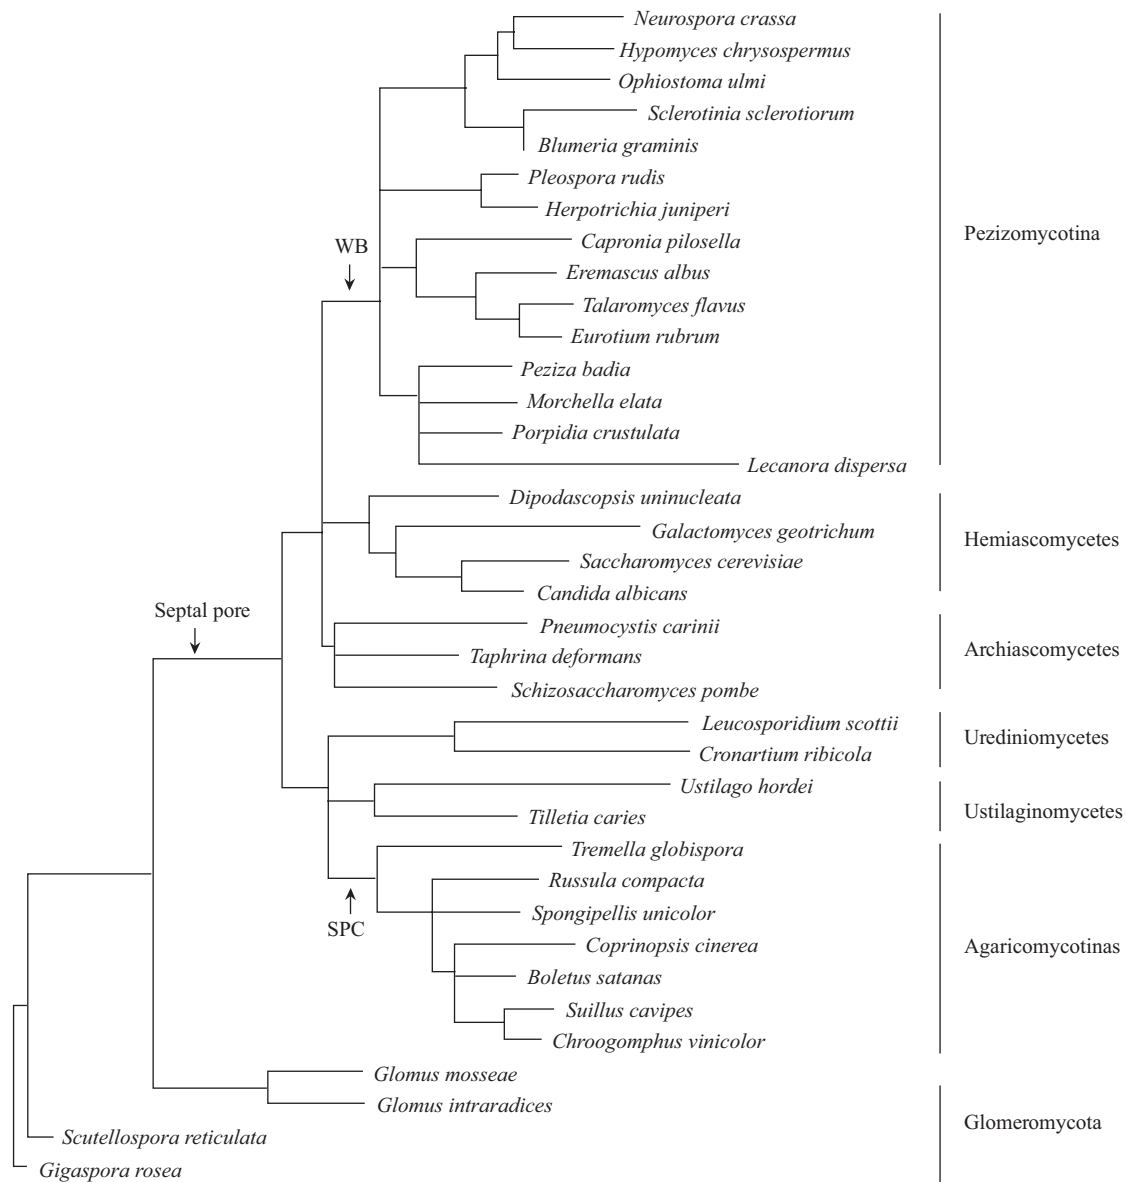 Neurospora crassa
Hypomyces chrysospermus
Ophiostoma ulmi
Sclerotinia sclerotiorum
Blumeria graminis
Pleospora rudis
Herpotrichia juniperi
Pezizomycotina
Capronia pilosella
WB
Eremascus albus
Talaromyces flavus
Eurotium rubrum
Peziza badia
Morchella elata
Porpidia crustulata
Lecanora dispersa
Dipodascopsis uninucleata
Galactomyces geotrichum
Hemiascomycetes
Saccharomyces cerevisiae
Candida albicans
Septal pore
Pneumocystis carinii
Archiascomycetes
Taphrina deformans
Schizosaccharomyces pombe
Leucosporidium scottii
Urediniomycetes
Cronartium ribicola
Ustilago hordei
Ustilaginomycetes
Tilletia caries
Tremella globispora
Russula compacta
Spongipellis unicolor
SPC
Coprinopsis cinerea
Agaricomycotinas
Boletus satanas
Suillus cavipes
Chroogomphus vinicolor
Glomus mosseae
Glomus intraradices
Glomeromycota
Scutellospora reticulata
Gigaspora rosea